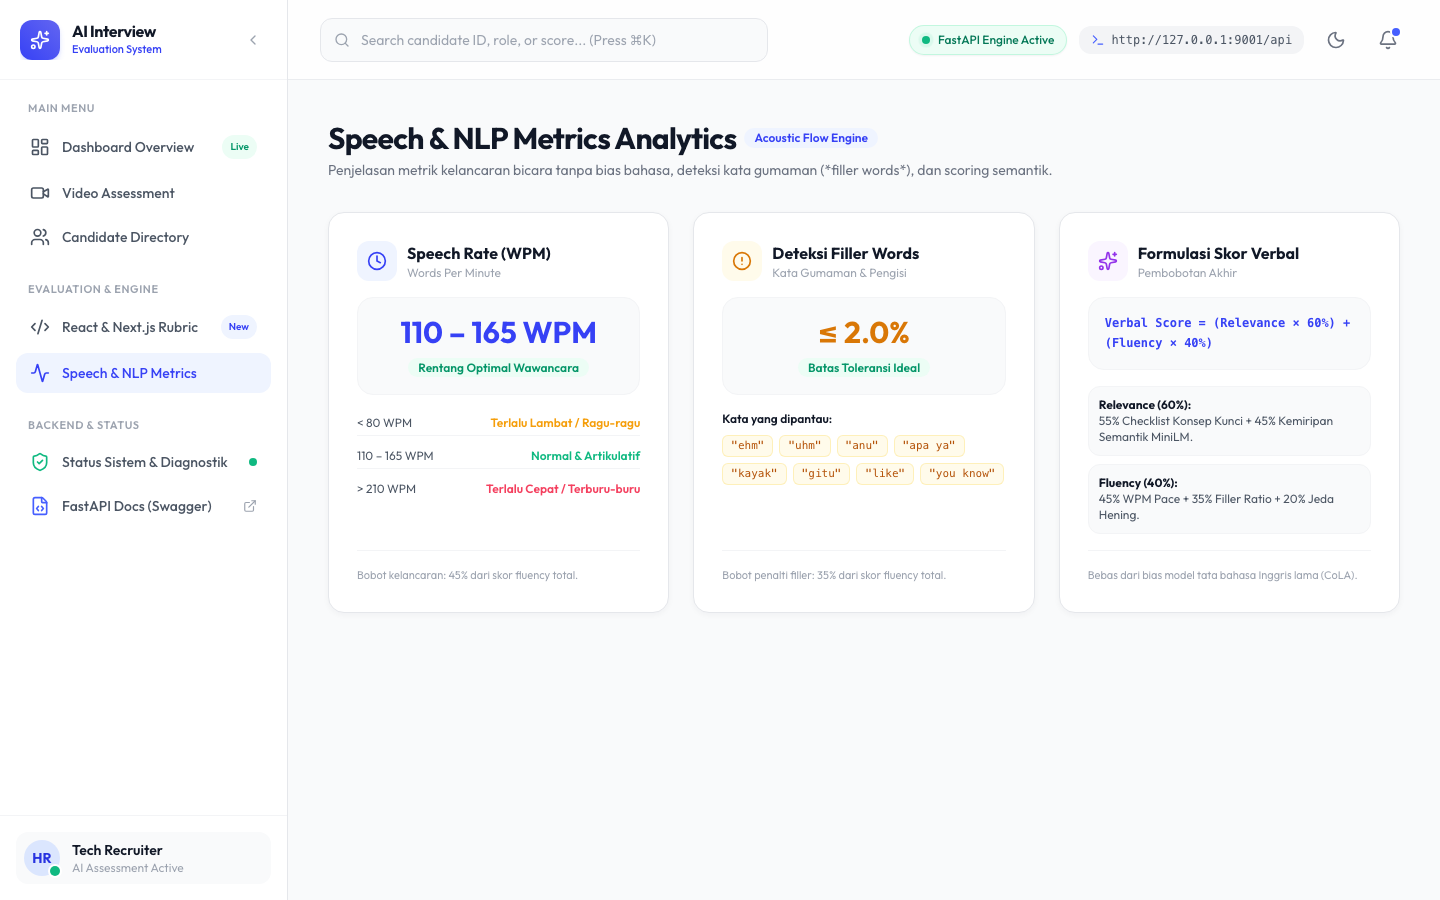 AI Interview
Evaluation System
Search candidate ID, role, or score... (Press ⌘K)
FastAPI Engine Active
http://127.0.0.1:9001/api
MAIN MENU
Dashboard Overview
Live
Video Assessment
Candidate Directory
EVALUATION & ENGINE
React & Next.js Rubric
New
Speech & NLP Metrics
BACKEND & STATUS
Status Sistem & Diagnostik
FastAPI Docs (Swagger)
HR
Tech Recruiter
AI Assessment Active
Speech & NLP Metrics Analytics
Acoustic Flow Engine
Penjelasan metrik kelancaran bicara tanpa bias bahasa, deteksi kata gumaman (*filler words*), dan scoring semantik.
Speech Rate (WPM)
Words Per Minute
110 – 165 WPM
Rentang Optimal Wawancara
< 80 WPM Terlalu Lambat / Ragu-ragu
110 – 165 WPM Normal & Artikulatif
> 210 WPM Terlalu Cepat / Terburu-buru
Bobot kelancaran: 45% dari skor fluency total.
Deteksi Filler Words
Kata Gumaman & Pengisi
≤ 2.0%
Batas Toleransi Ideal
Kata yang dipantau:
"ehm" "uhm" "anu" "apa ya"
"kayak" "gitu" "like" "you know"
Bobot penalti filler: 35% dari skor fluency total.
Formulasi Skor Verbal
Pembobotan Akhir
Verbal Score = (Relevance × 60%) +
(Fluency × 40%)
Relevance (60%):
55% Checklist Konsep Kunci + 45% Kemiripan
Semantik MiniLM.
Fluency (40%):
45% WPM Pace + 35% Filler Ratio + 20% Jeda
Hening.
Bebas dari bias model tata bahasa Inggris lama (CoLA).